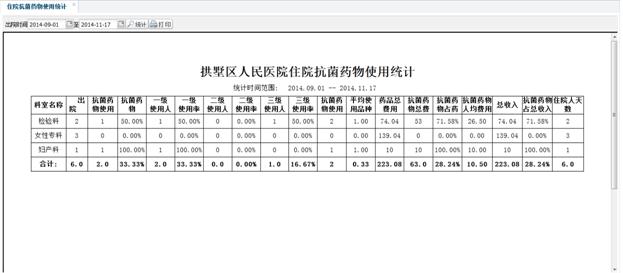 住院抗菌药物使用统计
出院时间 2014-09-01 至 2014-11-17 统计 打印
拱墅区人民医院住院抗菌药物使用统计
统计时间范围: 2014.09.01 -- 2014.11.17
科室名称 出院 抗菌药物使用 抗菌药物 一级使用人 一级使用率 二级使用人 二级使用率 三级使用人 三级使用率 抗菌药物使用 平均使用品种 药品总费用 抗菌药物总费 抗菌药物占药 抗菌药物人均费用 总收入 抗菌药物占总收入 住院人天数
检验科 2 1 50.00% 1 50.00% 0 0.00% 1 50.00% 2 1.00 74.04 53 71.58% 26.50 74.04 71.58% 2
女性专科 3 0 0.00% 0 0.00% 0 0.00% 0 0.00% 0 0.00 139.04 0 0.00% 0.00 139.04 0.00% 3
妇产科 1 1 100.00% 1 100.00% 0 0.00% 0 0.00% 1 1.00 10 10 100.00% 10.00 10 100.00% 1
合计: 6.0 2.0 33.33% 2.0 33.33% 0.0 0.00% 1.0 16.67% 2 0.33 223.08 63.0 28.24% 10.50 223.08 28.24% 6.0